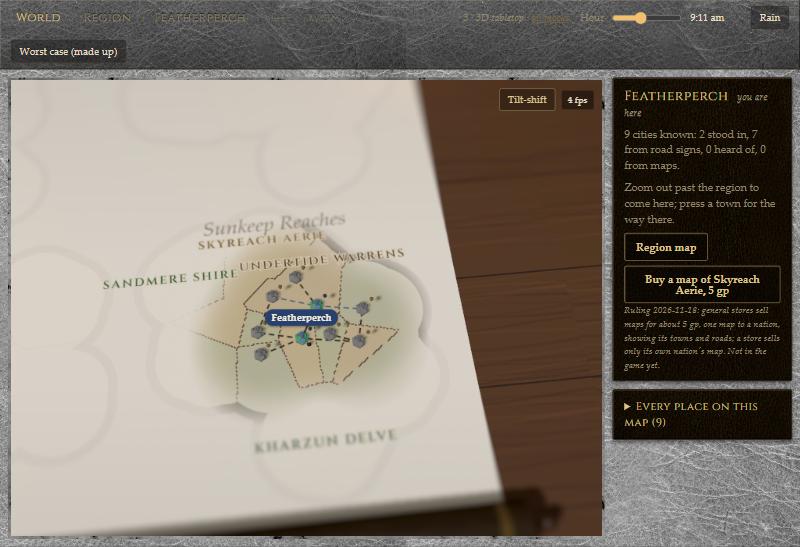 World Region Featherperch
3 · 3D tabletop Hour 9:11 am Rain
Worst case (made up)
Tilt-shift 4 fps
Sunkeep Reaches
Skyreach Aerie
Undertide Warrens
Sandmere Shire
Featherperch
Kharzun Delve
Featherperch you are
here
9 cities known: 2 stood in, 7
from road signs, 0 heard of, 0
from maps.
Zoom out past the region to
come here; press a town for the
way there.
Region map
Buy a map of Skyreach
Aerie, 5 gp
Ruling 2026-11-18: general stores sell
maps for about 5 gp, one map to a nation,
showing its towns and roads; a store sells
only its own nation's map. Not in the
game yet.
▶ Every place on this
map (9)